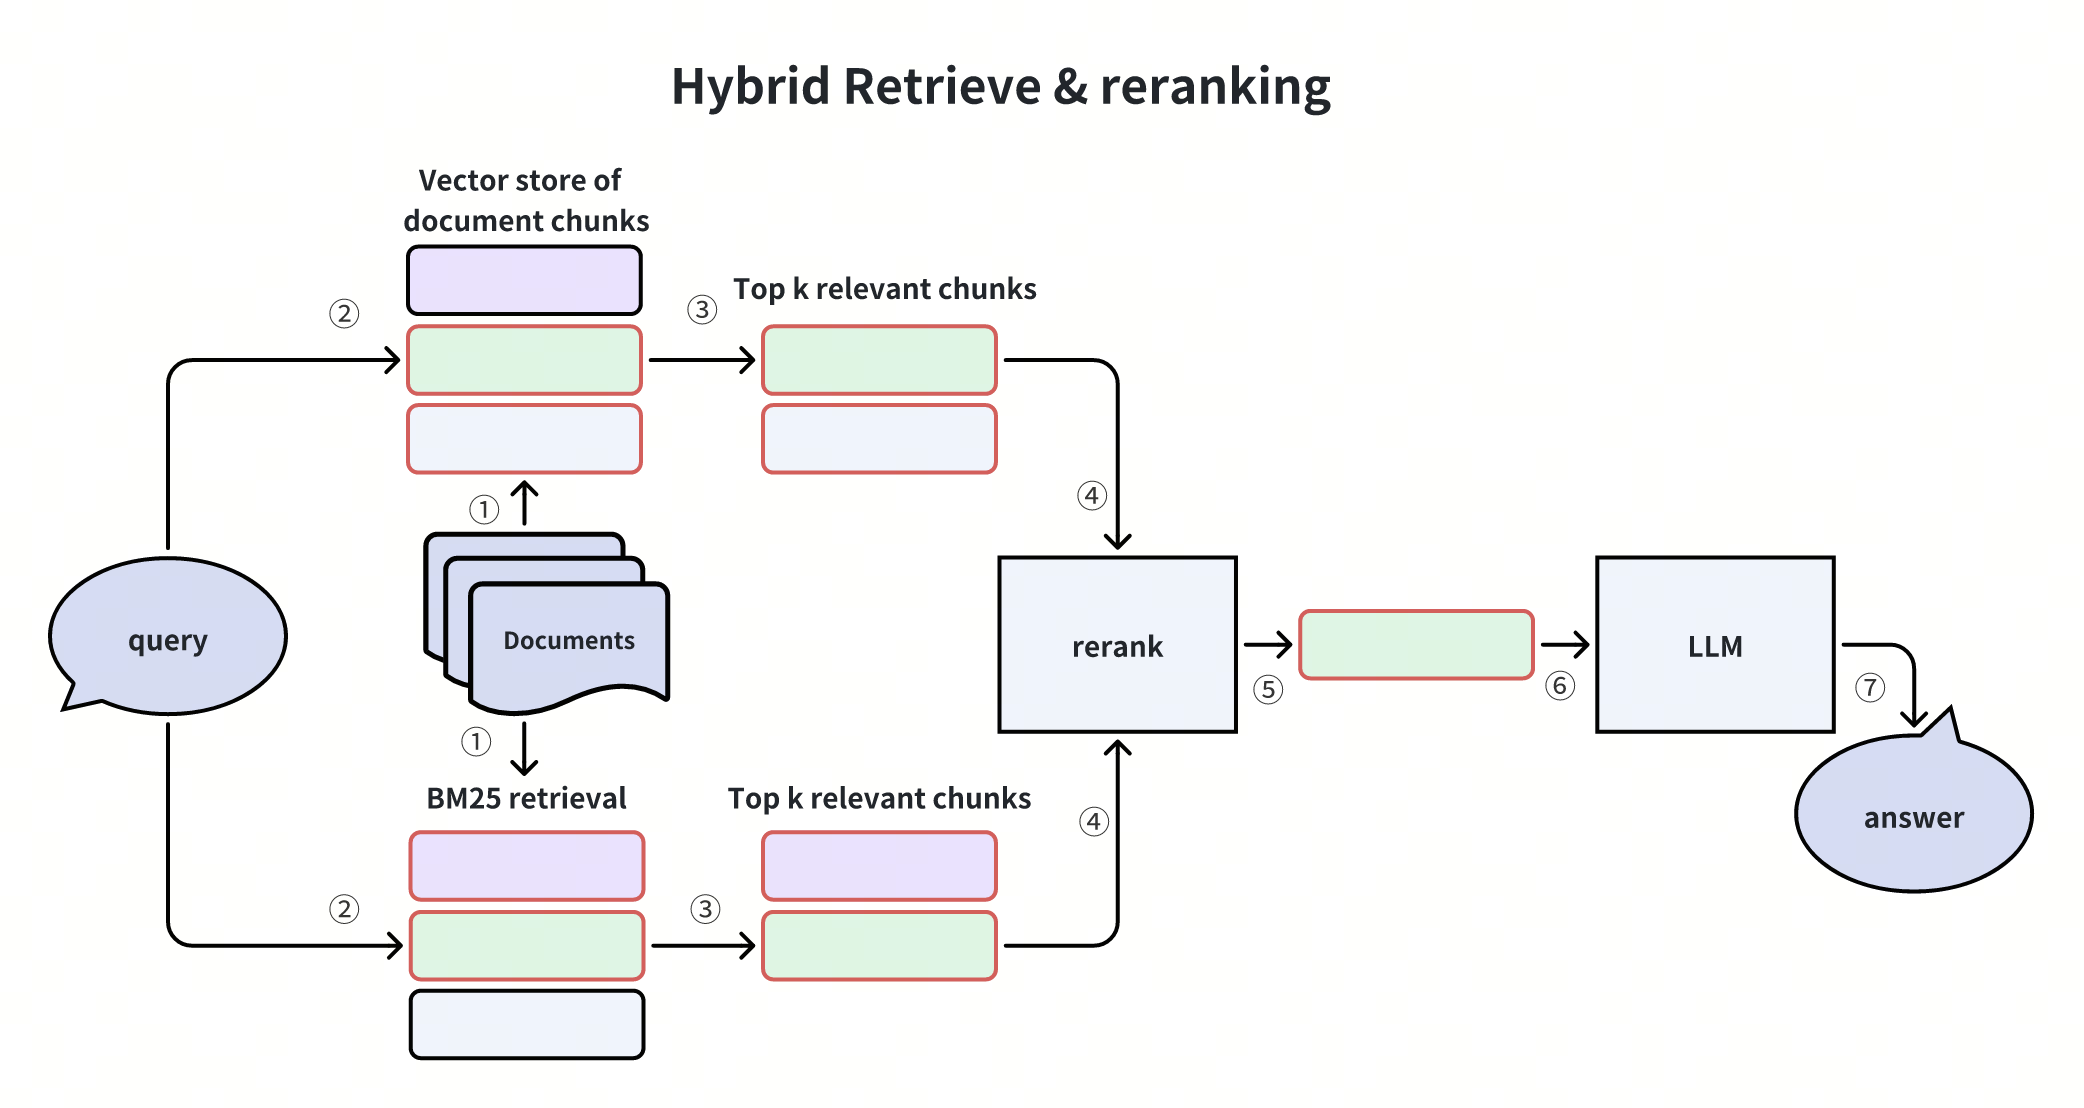 Hybrid Retrieve & reranking
Vector store of
document chunks
②
③
Top k relevant chunks
①
④
query
Documents
rerank
⑤
⑥
LLM
⑦
answer
①
BM25 retrieval
Top k relevant chunks
④
②
③